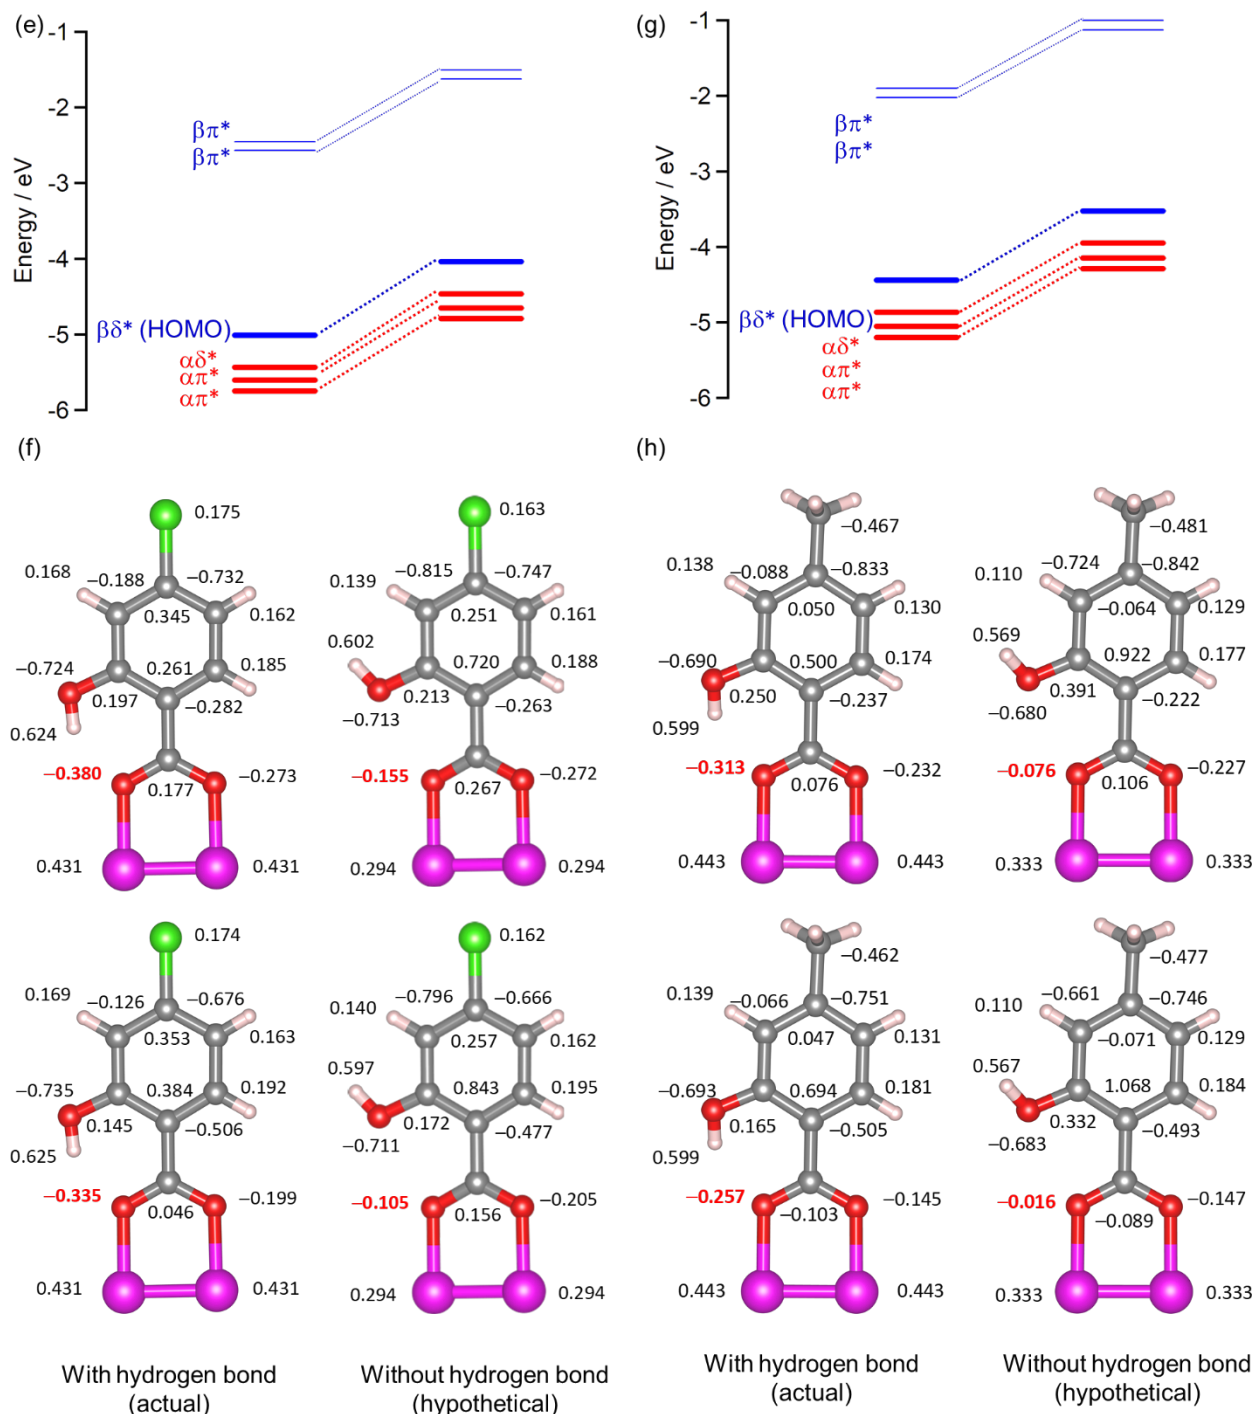 (e)
-1
-2
-3
-4
-5
-6
Energy / eV
βπ*
βπ*
βδ* (HOMO)
αδ*
απ*
απ*
(g)
-1
-2
-3
-4
-5
-6
Energy / eV
βπ*
βπ*
βδ* (HOMO)
αδ*
απ*
απ*
(f)
0.175
0.168 −0.188 −0.732
0.345 0.162
−0.724 0.261 0.185
0.197 −0.282
0.624
−0.380 −0.273
0.177
0.431 0.431
0.163
0.139 −0.815 −0.747
0.251 0.161
0.602 0.720 0.188
0.213 −0.263
−0.713
−0.155 −0.272
0.267
0.294 0.294
0.174
0.169 −0.126 −0.676
0.353 0.163
−0.735 0.384 0.192
0.145 −0.506
0.625
−0.335 −0.199
0.046
0.431 0.431
With hydrogen bond
(actual)
0.162
0.140 −0.796 −0.666
0.257 0.162
0.597 0.843 0.195
0.172 −0.477
−0.711
−0.105 −0.205
0.156
0.294 0.294
Without hydrogen bond
(hypothetical)
(h)
−0.467
0.138 −0.088 −0.833
0.050 0.130
−0.690 0.500 0.174
0.250 −0.237
0.599
−0.313 −0.232
0.076
0.443 0.443
−0.481
0.110 −0.724 −0.842
−0.064 0.129
0.569 0.922 0.177
0.391 −0.222
−0.680
−0.076 −0.227
0.106
0.333 0.333
−0.462
0.139 −0.066 −0.751
0.047 0.131
−0.693 0.694 0.181
0.165 −0.505
0.599
−0.257 −0.145
−0.103
0.443 0.443
With hydrogen bond
(actual)
−0.477
0.110 −0.661 −0.746
−0.071 0.129
0.567 1.068 0.184
0.332 −0.493
−0.683
−0.016 −0.147
−0.089
0.333 0.333
Without hydrogen bond
(hypothetical)